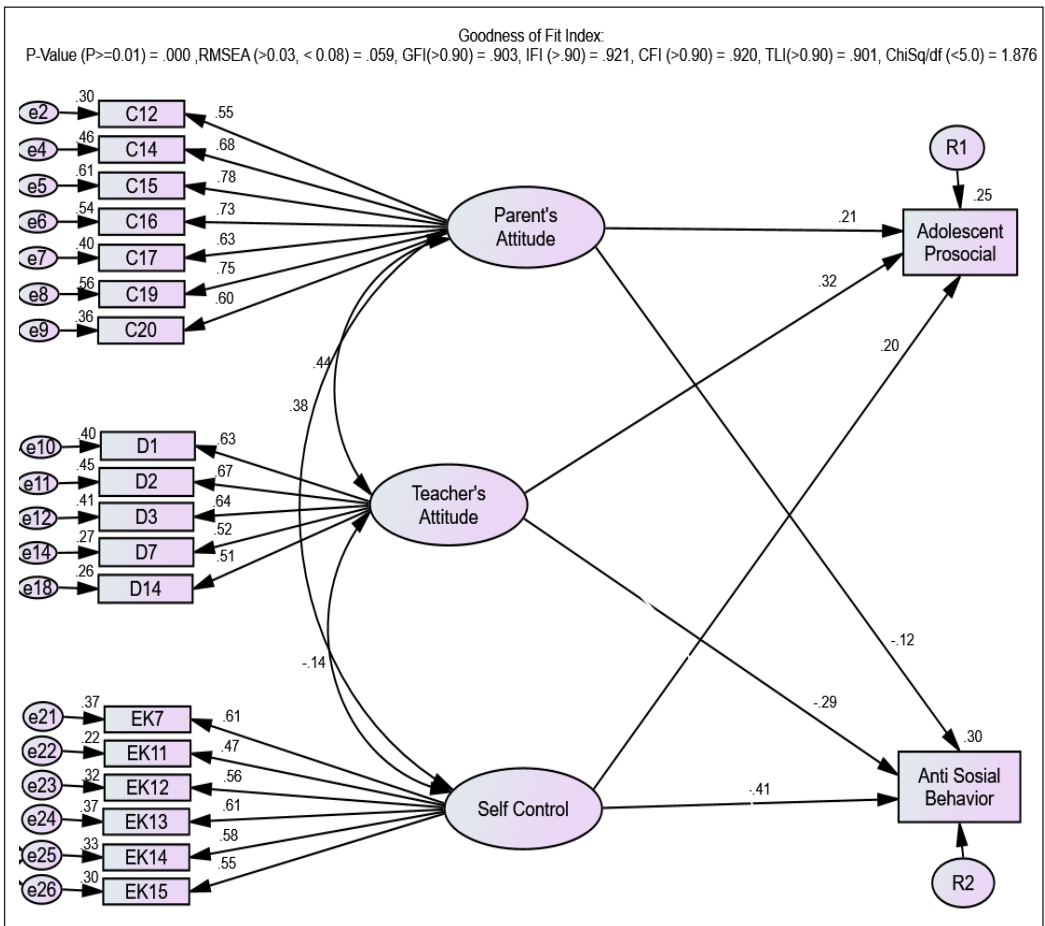 Goodness of Fit Index:
P-Value (P>=0.01) = .000 ,RMSEA (>0.03, < 0.08) = .059, GFI(>0.90) = .903, IFI (>.90) = .921, CFI (>0.90) = .920, TLI(>0.90) = .901, ChiSq/df (<5.0) = 1.876
e2 .30 C12 .55
e4 .46 C14 .68
e5 .61 C15 .78
e6 .54 C16 .73
e7 .40 C17 .63
e8 .56 C19 .75
e9 .36 C20 .60
Parent's
Attitude
R1
.25
Adolescent
Prosocial
.21
.32
.20
.44
.38
e10 .40 D1 .63
e11 .45 D2 .67
e12 .41 D3 .64
e14 .27 D7 .52
e18 .26 D14 .51
Teacher's
Attitude
-.14
-.12
-.29
-.41
e21 .37 EK7 .61
e22 .22 EK11 .47
e23 .32 EK12 .56
e24 .37 EK13 .61
e25 .33 EK14 .58
e26 .30 EK15 .55
Self Control
.30
Anti Sosial
Behavior
R2